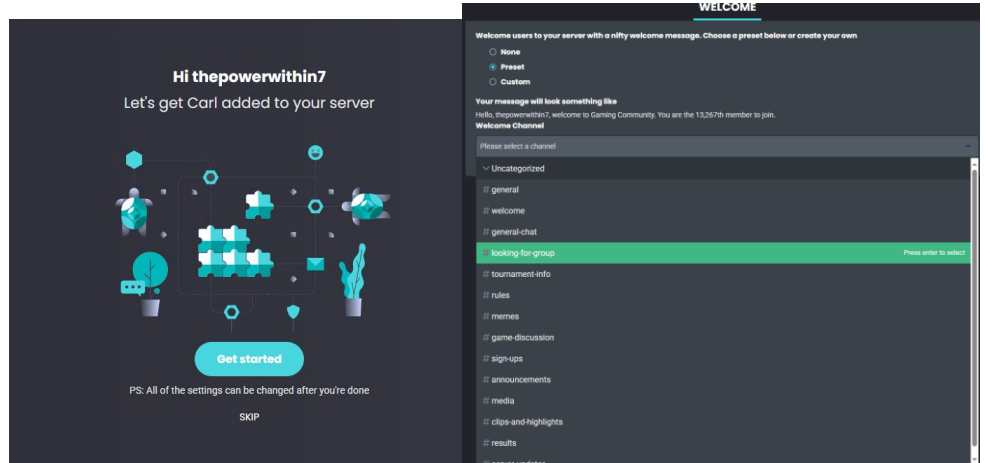 Hi thepowerwithin7
Let's get Carl added to your server
Get started
PS: All of the settings can be changed after you're done
SKIP
WELCOME
Welcome users to your server with a nifty welcome message. Choose a preset below or create your own
None
Preset
Custom
Your message will look something like
Hello, thepowerwithin7, welcome to Gaming Community. You are the 13,267th member to join.
Welcome Channel
Please select a channel
Uncategorized
# general
# welcome
# general-chat
# looking-for-group Press enter to select
# tournament-info
# rules
# memes
# game-discussion
# sign-ups
# announcements
# media
# clips-and-highlights
# results